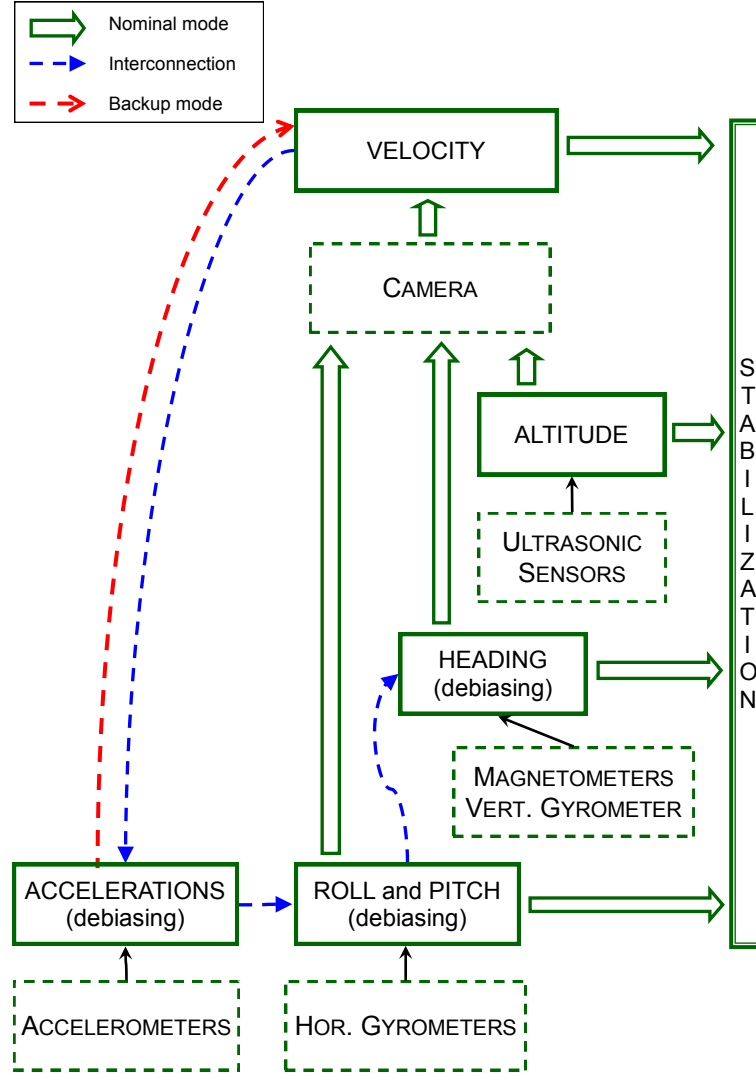 Nominal mode
Interconnection
Backup mode
VELOCITY
CAMERA
ALTITUDE
ULTRASONIC
SENSORS
HEADING
(debiasing)
MAGNETOMETERS
VERT. GYROMETER
ACCELERATIONS
(debiasing)
ROLL and PITCH
(debiasing)
ACCELEROMETERS
HOR. GYROMETERS
S
T
A
B
I
L
I
Z
A
T
I
O
N